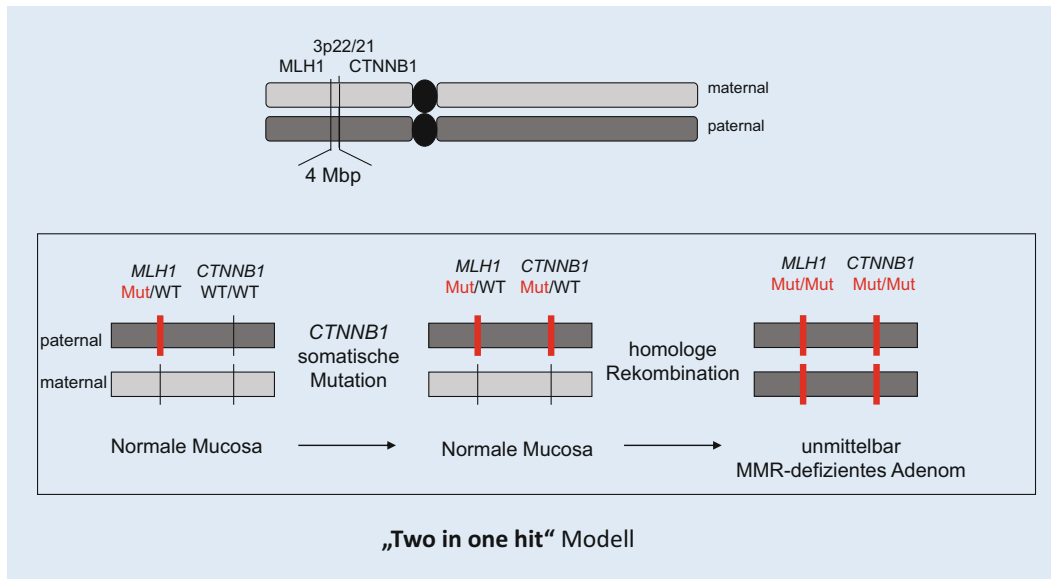 3p22/21
MLH1 CTNNB1
maternal
paternal
4 Mbp
MLH1 CTNNB1
Mut/WT WT/WT
paternal
maternal
Normale Mucosa
CTNNB1
somatische
Mutation
MLH1 CTNNB1
Mut/WT Mut/WT
Normale Mucosa
homologe
Rekombination
MLH1 CTNNB1
Mut/Mut Mut/Mut
unmittelbar
MMR-defizientes Adenom
„Two in one hit“ Modell